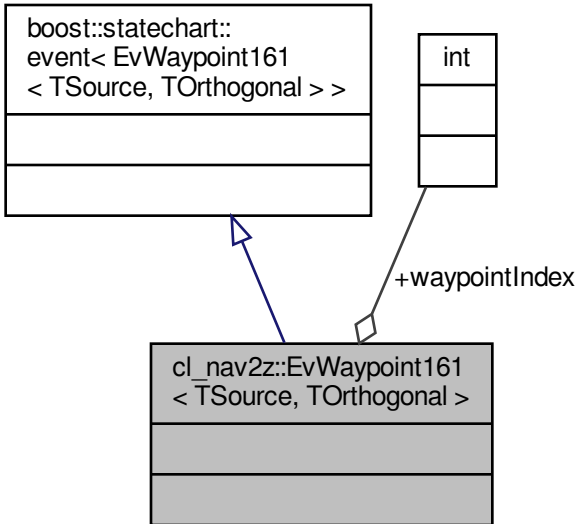 boost::statechart::
event< EvWaypoint161
< TSource, TOrthogonal > >
int
+waypointIndex
cl_nav2z::EvWaypoint161
< TSource, TOrthogonal >